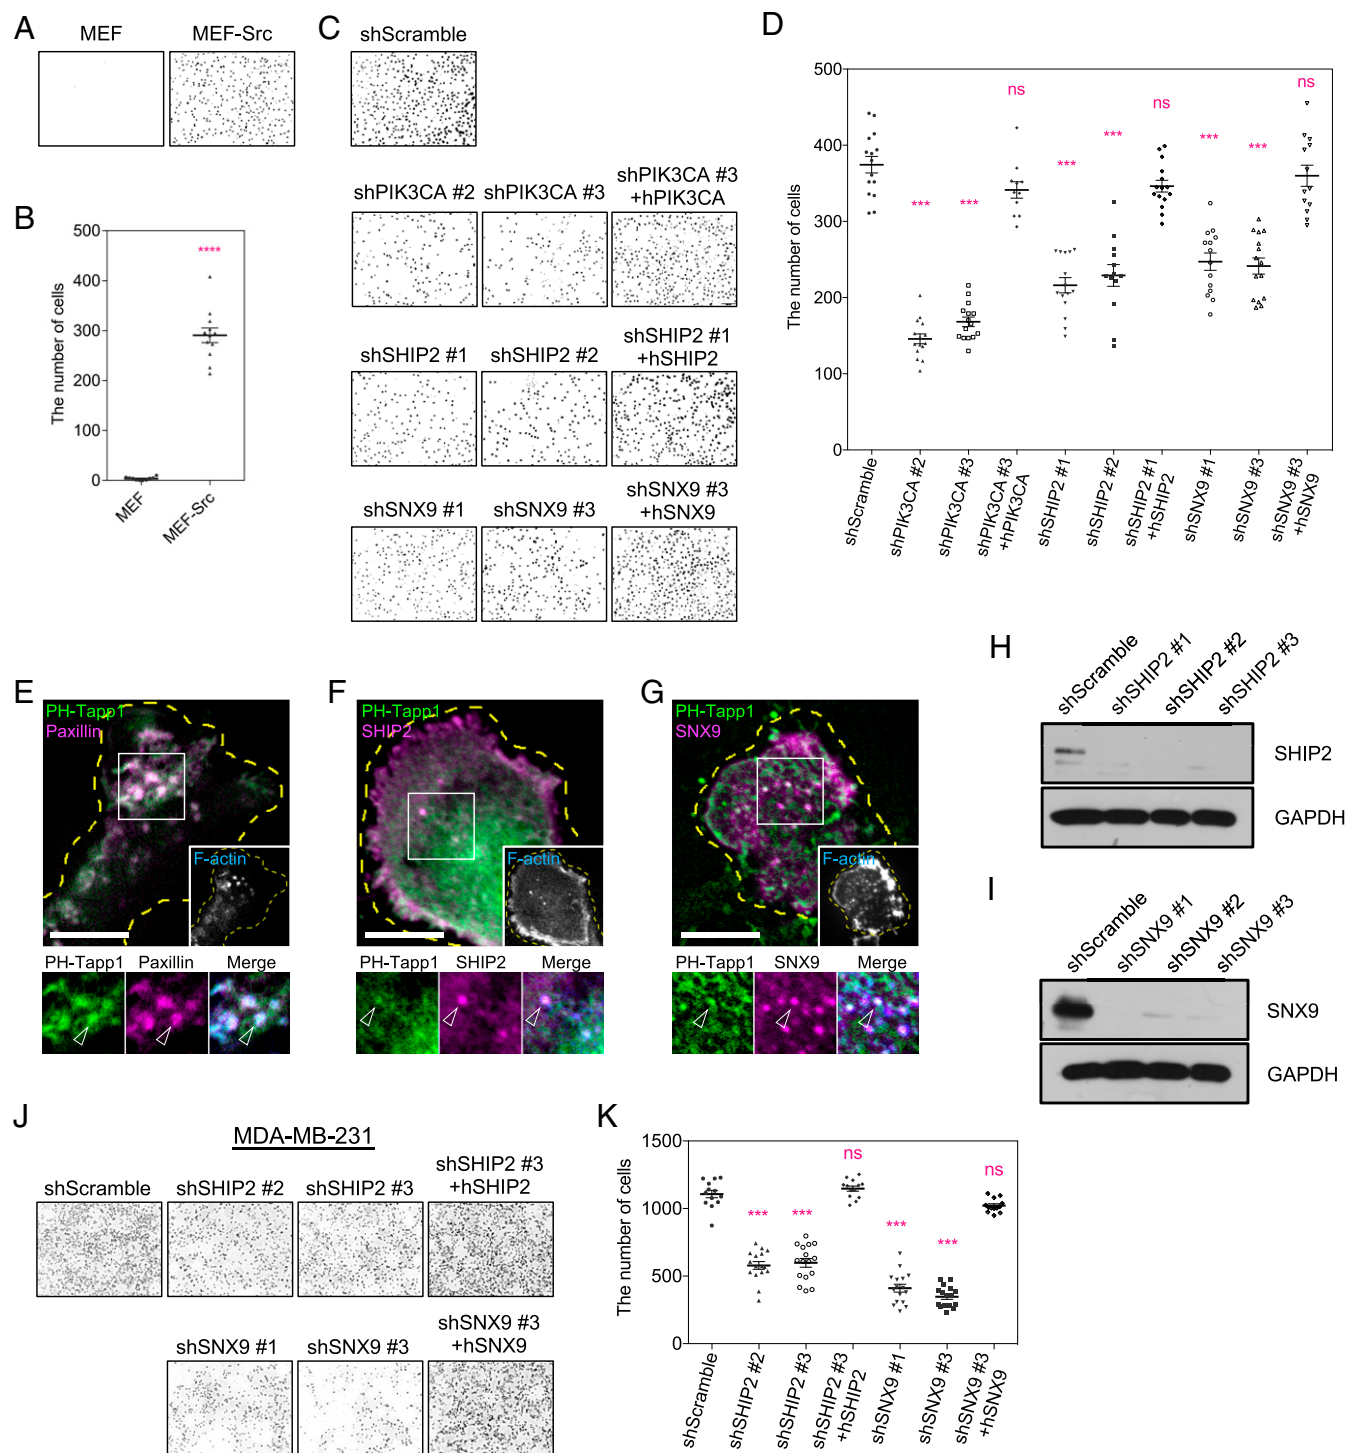 A
MEF
MEF-Src
B
The number of cells
500
400
300
200
100
0
****
MEF
MEF-Src
C
shScramble
shPIK3CA #2
shPIK3CA #3
shPIK3CA #3
+hPIK3CA
shSHIP2 #1
shSHIP2 #2
shSHIP2 #1
+hSHIP2
shSNX9 #1
shSNX9 #3
shSNX9 #3
+hSNX9
D
The number of cells
500
400
300
200
100
0
***
***
ns
***
***
ns
***
***
ns
shScramble
shPIK3CA #2
shPIK3CA #3
shPIK3CA #3
+hPIK3CA
shSHIP2 #1
shSHIP2 #2
shSHIP2 #1
+hSHIP2
shSNX9 #1
shSNX9 #3
shSNX9 #3
+hSNX9
E
PH-Tapp1
Paxillin
F-actin
PH-Tapp1
Paxillin
Merge
F
PH-Tapp1
SHIP2
F-actin
PH-Tapp1
SHIP2
Merge
G
PH-Tapp1
SNX9
F-actin
PH-Tapp1
SNX9
Merge
H
shScramble
shSHIP2 #1
shSHIP2 #2
shSHIP2 #3
SHIP2
GAPDH
I
shScramble
shSNX9 #1
shSNX9 #2
shSNX9 #3
SNX9
GAPDH
J
MDA-MB-231
shScramble
shSHIP2 #2
shSHIP2 #3
shSHIP2 #3
+hSHIP2
shSNX9 #1
shSNX9 #3
shSNX9 #3
+hSNX9
K
The number of cells
1500
1000
500
0
***
***
ns
***
***
ns
shScramble
shSHIP2 #2
shSHIP2 #3
shSHIP2 #3
+hSHIP2
shSNX9 #1
shSNX9 #3
shSNX9 #3
+hSNX9